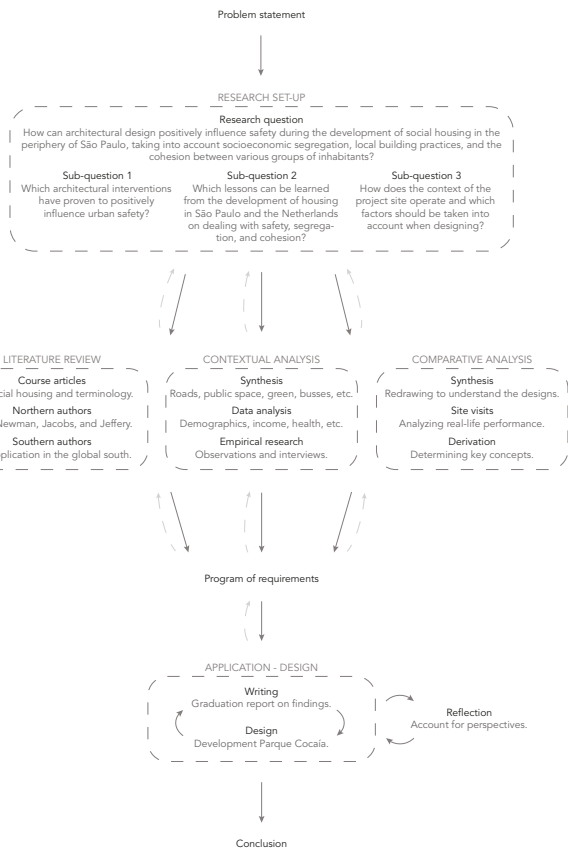 Problem statement
RESEARCH SET-UP
Research question
How can architectural design positively influence safety during the development of social housing in the
periphery of São Paulo, taking into account socioeconomic segregation, local building practices, and the
cohesion between various groups of inhabitants?
Sub-question 1
Which architectural interventions
have proven to positively
influence urban safety?
Sub-question 2
Which lessons can be learned
from the development of housing
in São Paulo and the Netherlands
on dealing with safety, segrega-
tion, and cohesion?
Sub-question 3
How does the context of the
project site operate and which
factors should be taken into
account when designing?
LITERATURE REVIEW
Course articles
housing and terminology.
Northern authors
Newman, Jacobs, and Jeffery.
Southern authors
in the global south.
CONTEXTUAL ANALYSIS
Synthesis
Roads, public space, green, busses, etc.
Data analysis
Demographics, income, health, etc.
Empirical research
Observations and interviews.
COMPARATIVE ANALYSIS
Synthesis
Redrawing to understand the designs.
Site visits
Analyzing real-life performance.
Derivation
Determining key concepts.
Program of requirements
APPLICATION - DESIGN
Writing
Graduation report on findings.
Design
Development Parque Cocaía.
Reflection
Account for perspectives.
Conclusion